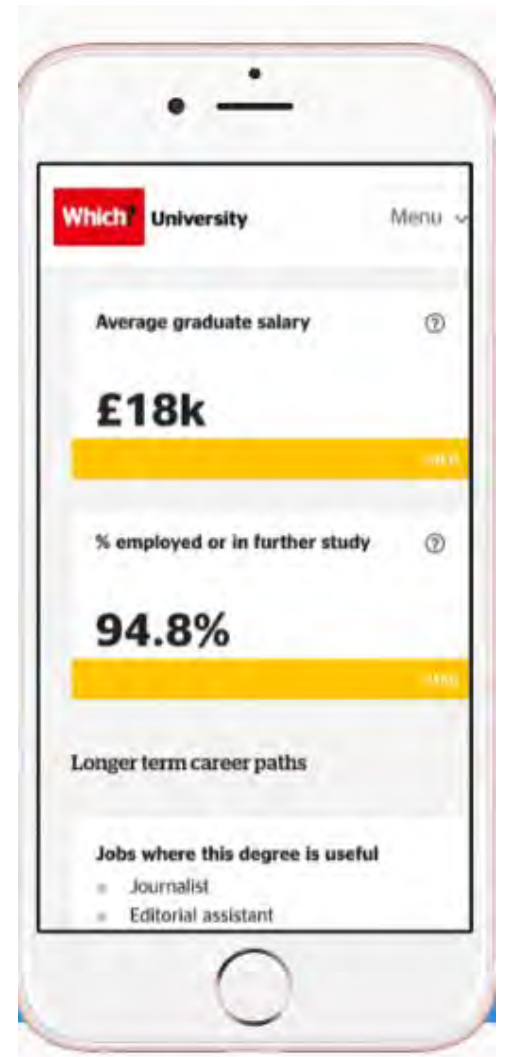 Which?
University
Menu
Average graduate salary
£18k
% employed or in further study
94.8%
Longer term career paths
Jobs where this degree is useful
Journalist
Editorial assistant